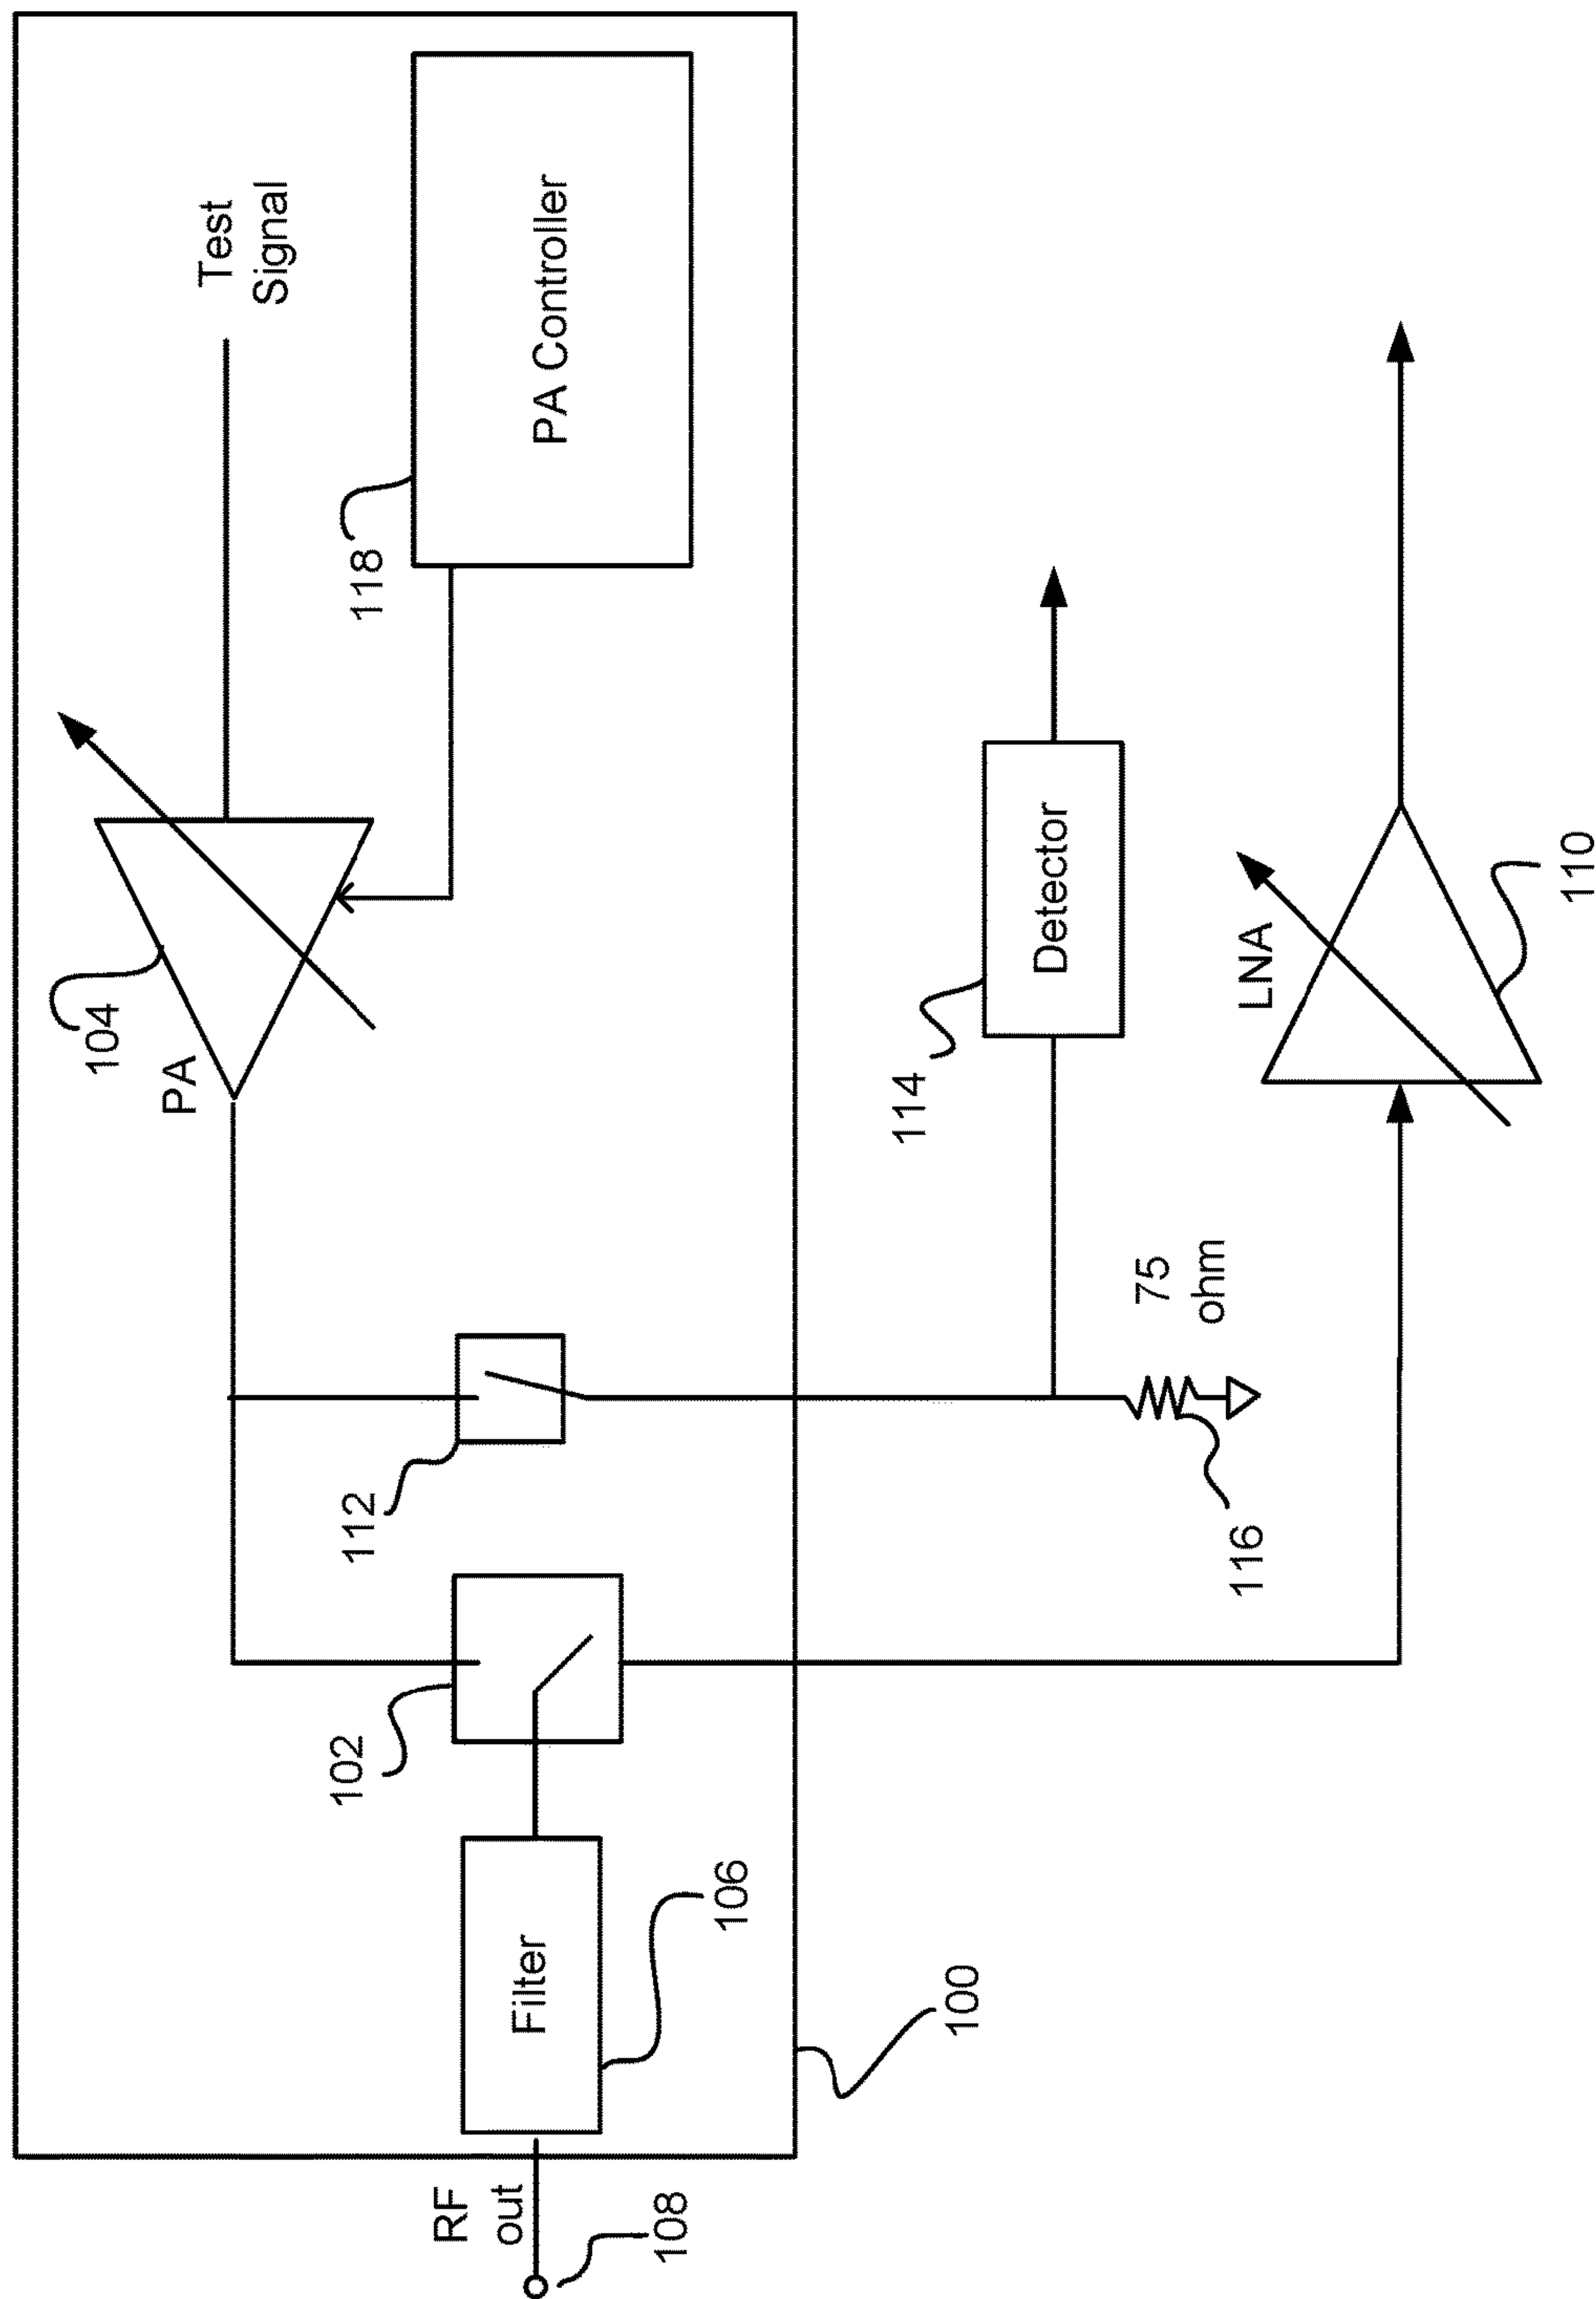 Test
Signal
104
PA
118
PA Controller
112
102
Filter
106
RF
out
108
100
114
Detector
75
ohm
116
LNA
110